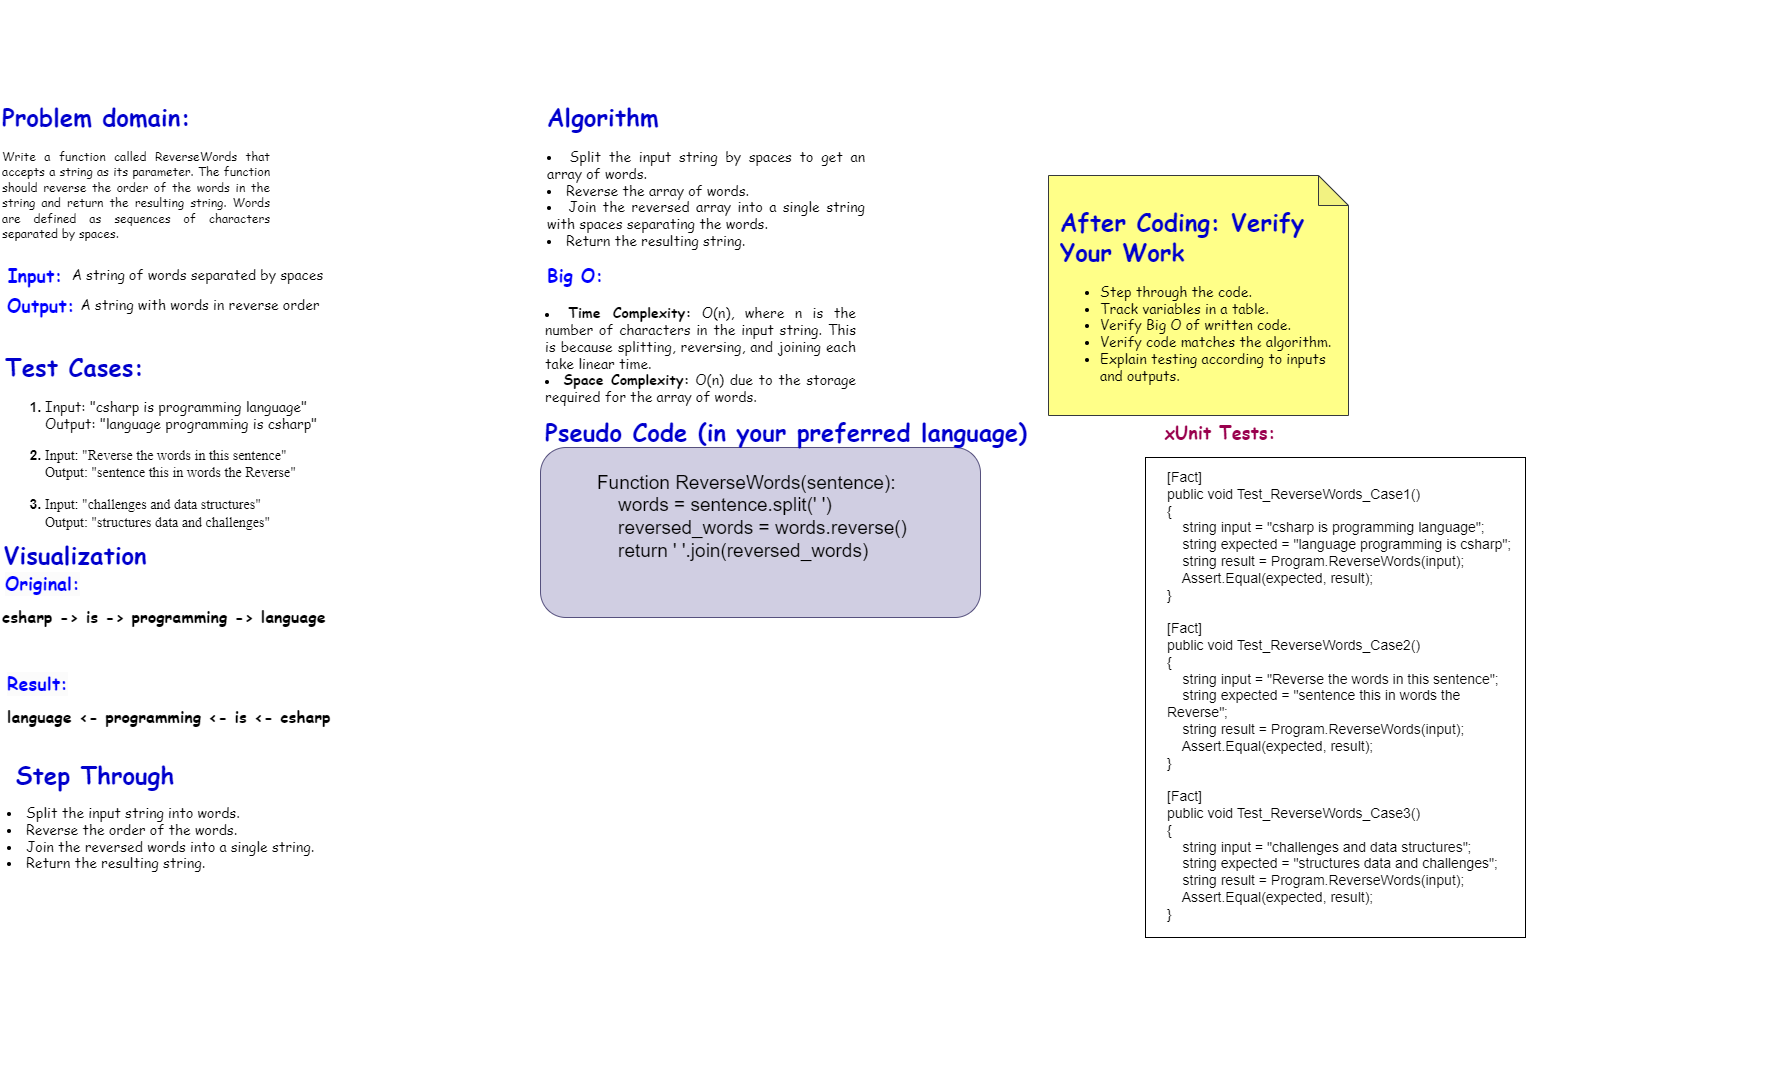 Problem domain:
Write a function called ReverseWords that
accepts a string as its parameter. The function
should reverse the order of the words in the
string and return the resulting string. Words
are defined as sequences of characters
separated by spaces.
Input: A string of words separated by spaces
Output: A string with words in reverse order
Test Cases:
1. Input: "csharp is programming language"
Output: "language programming is csharp"
2. Input: "Reverse the words in this sentence"
Output: "sentence this in words the Reverse"
3. Input: "challenges and data structures"
Output: "structures data and challenges"
Visualization
Original:
csharp -> is -> programming -> language
Result:
language <- programming <- is <- csharp
Step Through
• Split the input string into words.
• Reverse the order of the words.
• Join the reversed words into a single string.
• Return the resulting string.
Algorithm
• Split the input string by spaces to get an
array of words.
• Reverse the array of words.
• Join the reversed array into a single string
with spaces separating the words.
• Return the resulting string.
Big O:
• Time Complexity: O(n), where n is the
number of characters in the input string. This
is because splitting, reversing, and joining each
take linear time.
• Space Complexity: O(n) due to the storage
required for the array of words.
Pseudo Code (in your preferred language)
Function ReverseWords(sentence):
    words = sentence.split(' ')
    reversed_words = words.reverse()
    return ' '.join(reversed_words)
After Coding: Verify
Your Work
• Step through the code.
• Track variables in a table.
• Verify Big O of written code.
• Verify code matches the algorithm.
• Explain testing according to inputs
and outputs.
xUnit Tests:
[Fact]
public void Test_ReverseWords_Case1()
{
    string input = "csharp is programming language";
    string expected = "language programming is csharp";
    string result = Program.ReverseWords(input);
    Assert.Equal(expected, result);
}
[Fact]
public void Test_ReverseWords_Case2()
{
    string input = "Reverse the words in this sentence";
    string expected = "sentence this in words the
Reverse";
    string result = Program.ReverseWords(input);
    Assert.Equal(expected, result);
}
[Fact]
public void Test_ReverseWords_Case3()
{
    string input = "challenges and data structures";
    string expected = "structures data and challenges";
    string result = Program.ReverseWords(input);
    Assert.Equal(expected, result);
}